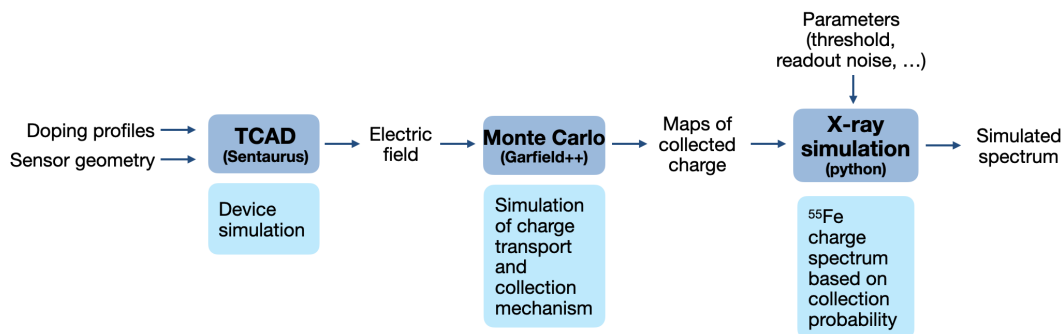 Parameters
(threshold,
readout noise, …)
Doping profiles
Sensor geometry
TCAD
(Sentaurus)
Electric
field
Monte Carlo
(Garfield++)
Maps of
collected
charge
X-ray
simulation
(python)
Simulated
spectrum
Device
simulation
Simulation
of charge
transport
and
collection
mechanism
⁵⁵Fe
charge
spectrum
based on
collection
probability